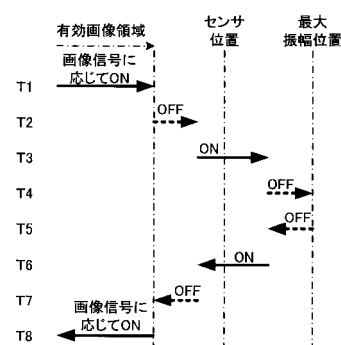 有効画像領域
センサ
位置
最大
振幅位置
T1
画像信号に
応じてON
T2
OFF
T3
ON
T4
OFF
T5
OFF
T6
ON
T7
OFF
T8
画像信号に
応じてON